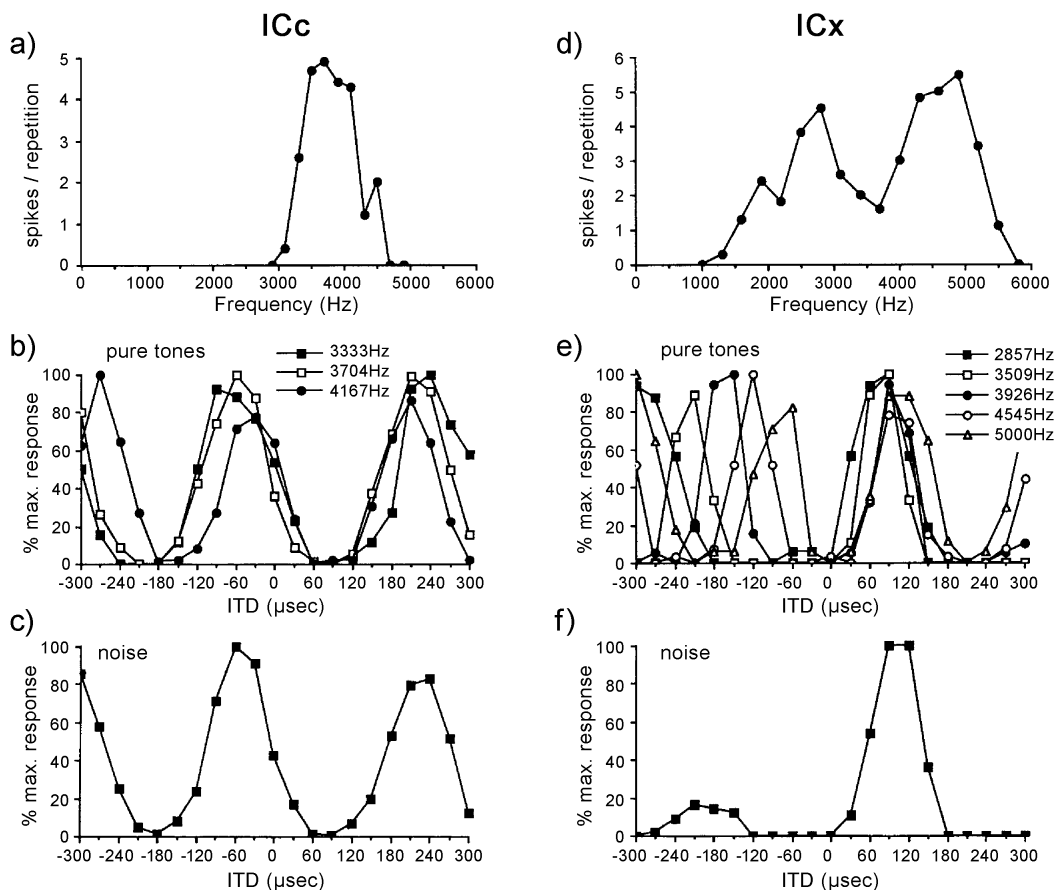 ICc
a)
spikes / repetition
5
4
3
2
1
0
0 1000 2000 3000 4000 5000 6000
Frequency (Hz)
ICx
d)
spikes / repetition
6
5
4
3
2
1
0
0 1000 2000 3000 4000 5000 6000
Frequency (Hz)
b)
pure tones
3333Hz
3704Hz
4167Hz
% max. response
100
80
60
40
20
0
-300 -240 -180 -120 -60 0 60 120 180 240 300
ITD (µsec)
e)
pure tones
2857Hz
3509Hz
3926Hz
4545Hz
5000Hz
% max. response
100
80
60
40
20
0
-300 -240 -180 -120 -60 0 60 120 180 240 300
ITD (µsec)
c)
noise
% max. response
100
80
60
40
20
0
-300 -240 -180 -120 -60 0 60 120 180 240 300
ITD (µsec)
f)
noise
% max. response
100
80
60
40
20
0
-300 -240 -180 -120 -60 0 60 120 180 240 300
ITD (µsec)